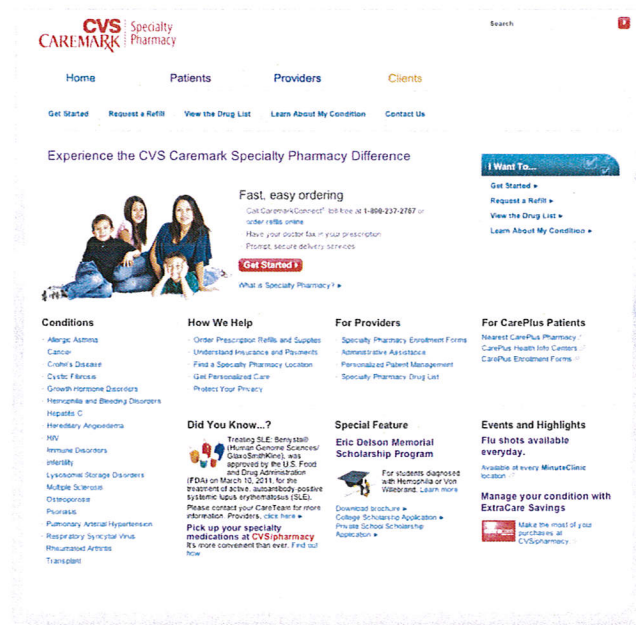 CVS
CAREMARK
Specialty
Pharmacy
Search
Home
Patients
Providers
Clients
Get Started
Request a Refill
View the Drug List
Learn About My Condition
Contact Us
Experience the CVS Caremark Specialty Pharmacy Difference
Fast, easy ordering
Call CaremarkConnect® toll-free at 1-800-237-2767 or
order refills online
Have your doctor fax in your prescription
Prompt, secure delivery services
Get Started
What is Specialty Pharmacy?
I Want To...
Get Started
Request a Refill
View the Drug List
Learn About My Condition
Conditions
Allergic Asthma
Cancer
Crohn's Disease
Cystic Fibrosis
Growth Hormone Disorders
Hemophilia and Bleeding Disorders
Hepatitis C
Hereditary Angioedema
HIV
Immune Disorders
Infertility
Lysosomal Storage Disorders
Multiple Sclerosis
Osteoporosis
Psoriasis
Pulmonary Arterial Hypertension
Respiratory Syncytial Virus
Rheumatoid Arthritis
Transplant
How We Help
Order Prescription Refills and Supplies
Understand Insurance and Payments
Find a Specialty Pharmacy Location
Get Personalized Care
Protect Your Privacy
For Providers
Specialty Pharmacy Enrollment Forms
Administrative Assistance
Personalized Patient Management
Specialty Pharmacy Drug List
For CarePlus Patients
Nearest CarePlus Pharmacy
CarePlus Health Info Centers
CarePlus Enrollment Forms
Did You Know...?
Treating SLE: Benlysta®
(Human Genome Sciences/
GlaxoSmithKline), was
approved by the U.S. Food
and Drug Administration
(FDA) on March 10, 2011, for the
treatment of active, autoantibody-positive
systemic lupus erythematosus (SLE).
Please contact your CareTeam for more
information. Providers, click here
Pick up your specialty
medications at CVS/pharmacy
It's more convenient than ever. Find out
how
Special Feature
Eric Delson Memorial
Scholarship Program
For students diagnosed
with Hemophilia or Von
Willebrand. Learn more
Download brochure
College Scholarship Application
Private School Scholarship
Application
Events and Highlights
Flu shots available
everyday.
Available at every MinuteClinic
location
Manage your condition with
ExtraCare Savings
Make the most of your
purchases at
CVS/pharmacy